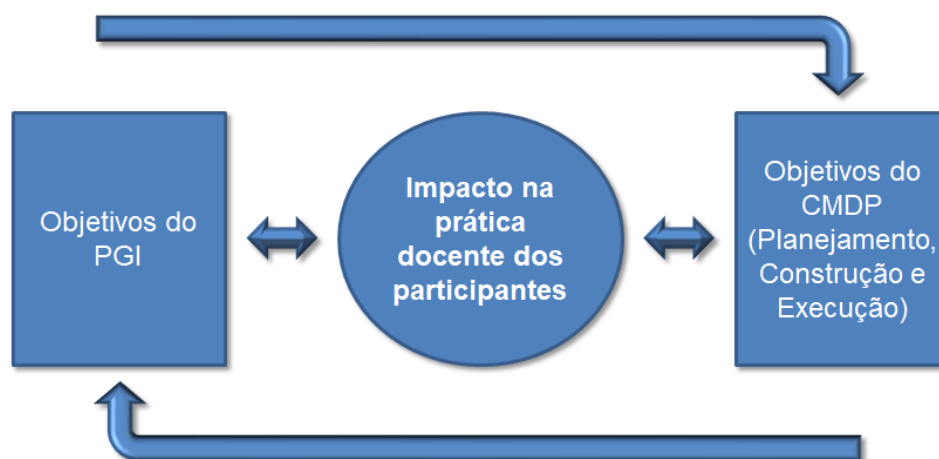 Objetivos do
PGI
Impacto na
prática
docente dos
participantes
Objetivos do
CMDP
(Planejamento,
Construção e
Execução)